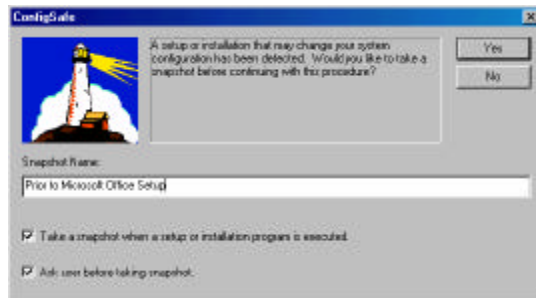 ConfigSafe
A setup or installation that may change your system
configuration has been detected. Would you like to take a
snapshot before continuing with this procedure?
Yes
No
Snapshot Name:
Prior to Microsoft Office Setup
Take a snapshot when a setup or installation program is executed.
Ask user before taking snapshot.